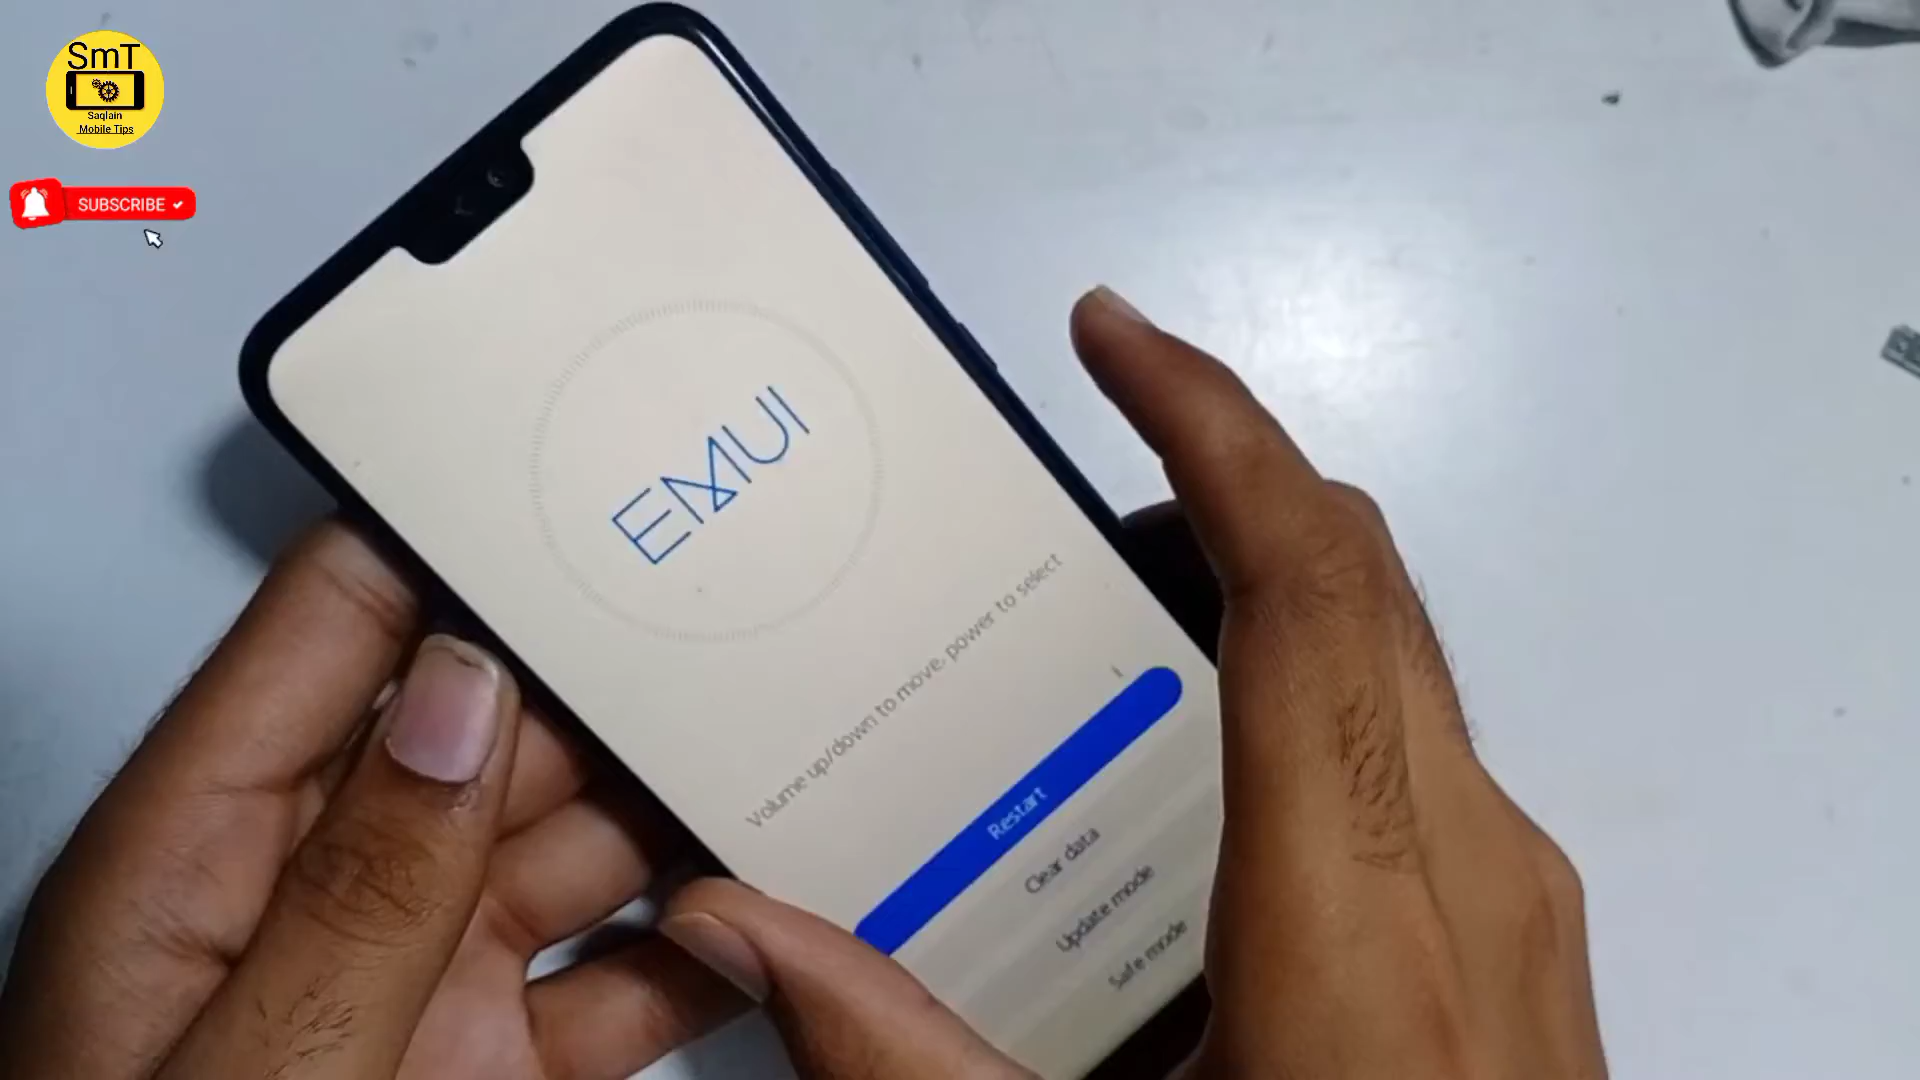 SmT
Saqlain
Mobile Tips
SUBSCRIBE
EMUI
Volume up/down to move, power to select
Restart
Clear data
Update mode
Safe mode